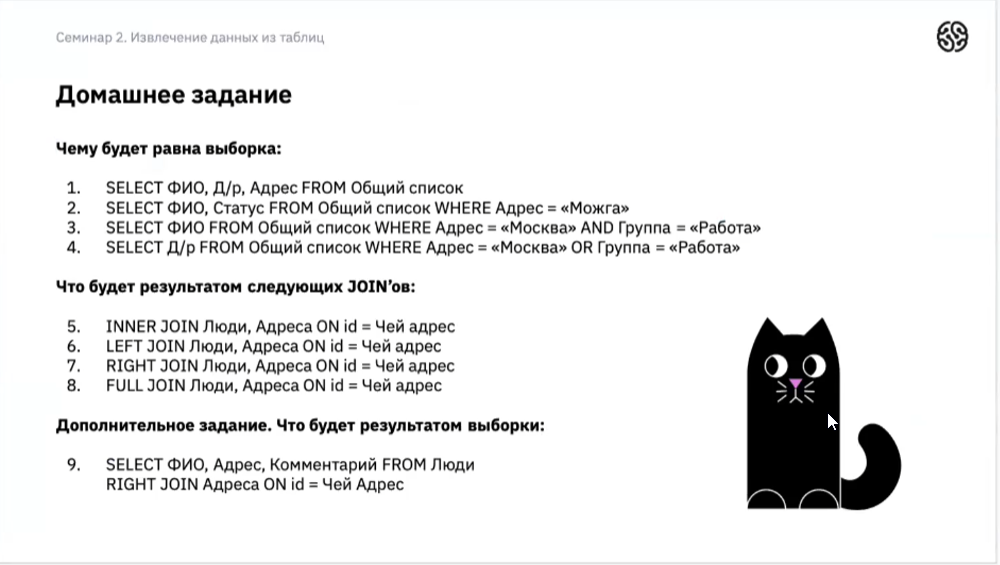 Семинар 2. Извлечение данных из таблиц
Домашнее задание
Чему будет равна выборка:
1. SELECT ФИО, Д/р, Адрес FROM Общий список
2. SELECT ФИО, Статус FROM Общий список WHERE Адрес = «Можга»
3. SELECT ФИО FROM Общий список WHERE Адрес = «Москва» AND Группа = «Работа»
4. SELECT Д/р FROM Общий список WHERE Адрес = «Москва» OR Группа = «Работа»
Что будет результатом следующих JOIN’ов:
5. INNER JOIN Люди, Адреса ON id = Чей адрес
6. LEFT JOIN Люди, Адреса ON id = Чей адрес
7. RIGHT JOIN Люди, Адреса ON id = Чей адрес
8. FULL JOIN Люди, Адреса ON id = Чей адрес
Дополнительное задание. Что будет результатом выборки:
9. SELECT ФИО, Адрес, Комментарий FROM Люди
RIGHT JOIN Адреса ON id = Чей Адрес